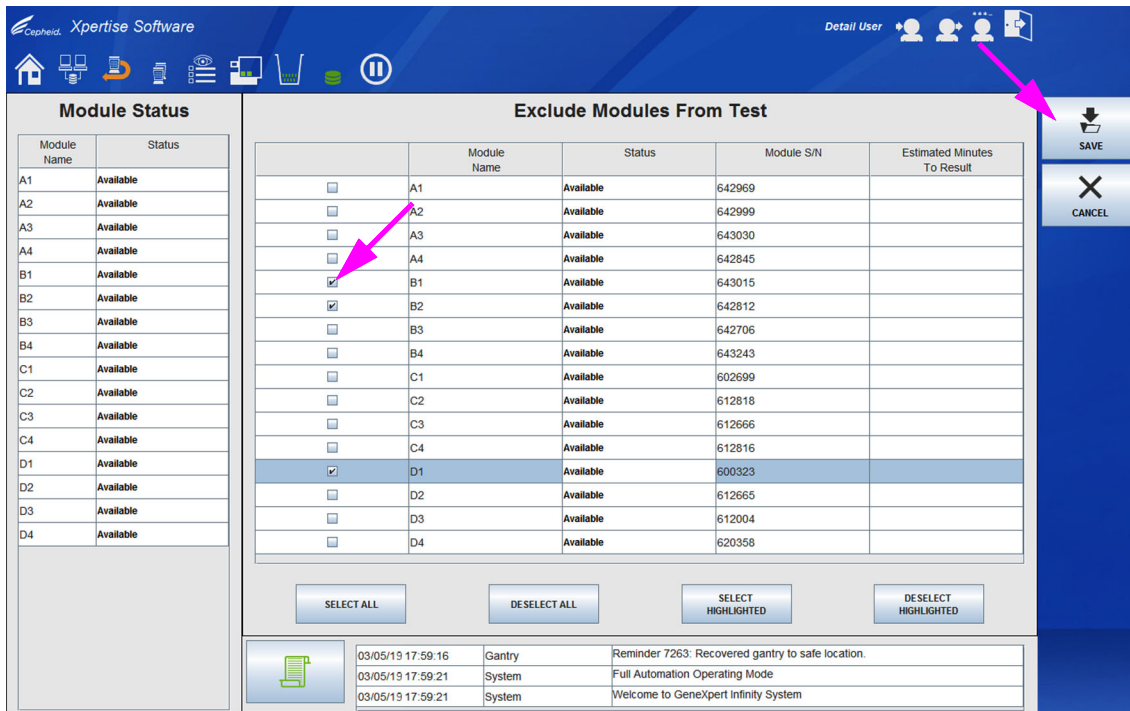 Cepheid. Xpertise Software
Detail User
Module Status
Module Name Status
A1 Available
A2 Available
A3 Available
A4 Available
B1 Available
B2 Available
B3 Available
B4 Available
C1 Available
C2 Available
C3 Available
C4 Available
D1 Available
D2 Available
D3 Available
D4 Available
Exclude Modules From Test
Module Name Status Module S/N Estimated Minutes To Result
A1 Available 642969
A2 Available 642999
A3 Available 643030
A4 Available 642845
B1 Available 643015
B2 Available 642812
B3 Available 642706
B4 Available 643243
C1 Available 602699
C2 Available 612818
C3 Available 612666
C4 Available 612816
D1 Available 600323
D2 Available 612665
D3 Available 612004
D4 Available 620358
SELECT ALL
DESELECT ALL
SELECT HIGHLIGHTED
DESELECT HIGHLIGHTED
03/05/19 17:59:16 Gantry Reminder 7263: Recovered gantry to safe location.
03/05/19 17:59:21 System Full Automation Operating Mode
03/05/19 17:59:21 System Welcome to GeneXpert Infinity System
SAVE
CANCEL